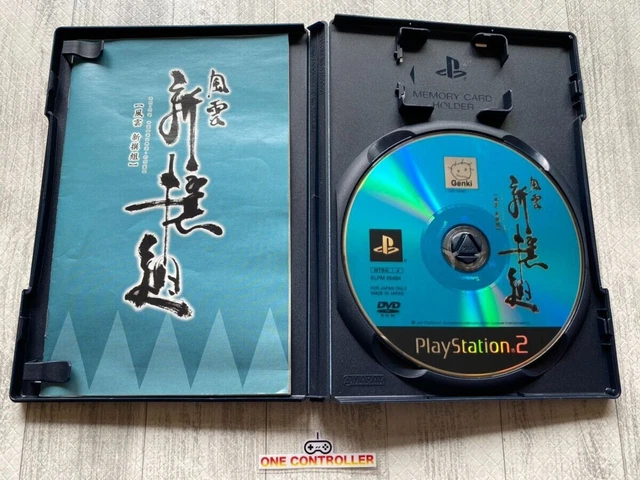 風雲
新撰組
【風雲 新撰組】
MEMORY CARD
HOLDER
Genki
風雲
新撰組
NTSC J
DVD
PlayStation 2
ONE CONTROLLER